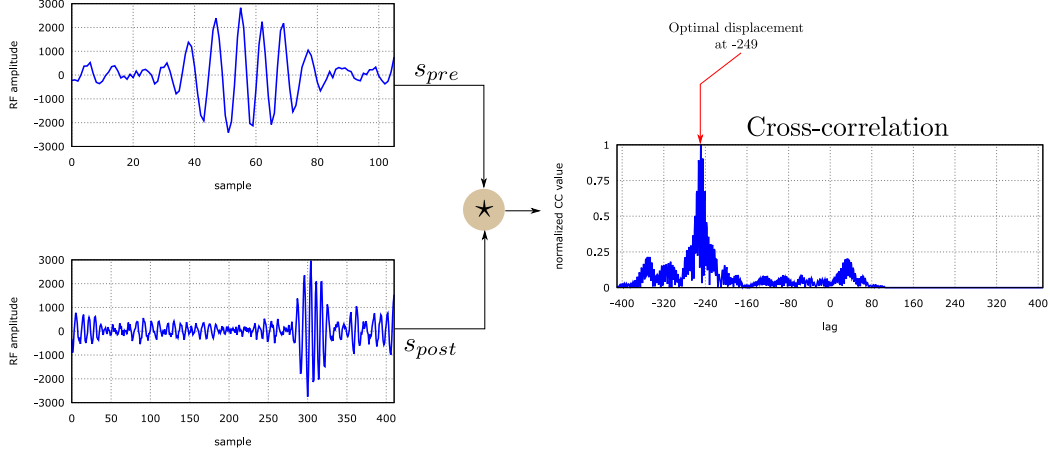 3000
2000
1000
0
-1000
-2000
-3000
RF amplitude
0 20 40 60 80 100
sample
s_pre
3000
2000
1000
0
-1000
-2000
-3000
RF amplitude
0 50 100 150 200 250 300 350 400
sample
s_post
★
Optimal displacement
at -249
Cross-correlation
1
0.75
0.5
0.25
0
normalized CC value
-400 -320 -240 -160 -80 0 80 160 240 320 400
lag